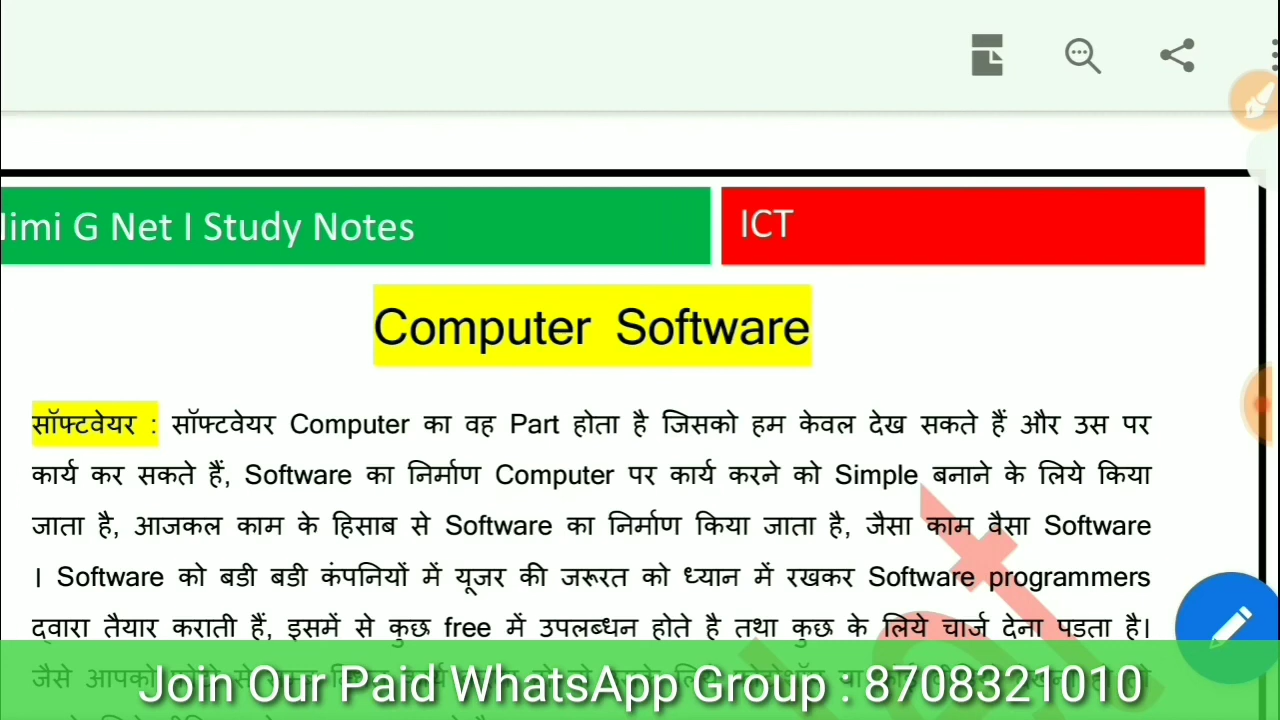 G Net I Study Notes
ICT
Computer Software
सॉफ्टवेयर : सॉफ्टवेयर Computer का वह Part होता है जिसको हम केवल देख सकते हैं और उस पर
कार्य कर सकते हैं, Software का निर्माण Computer पर कार्य करने को Simple बनाने के लिये किया
जाता है, आजकल काम के हिसाब से Software का निर्माण किया जाता है, जैसा काम वैसा Software
। Software को बडी बडी कंपनियों में यूजर की जरूरत को ध्यान में रखकर Software programmers
द्वारा तैयार कराती हैं, इसमें से कुछ free में उपलब्धन होते है तथा कुछ के लिये चार्ज देना पडता है।
जैसे आपको
Join Our Paid WhatsApp Group : 8708321010